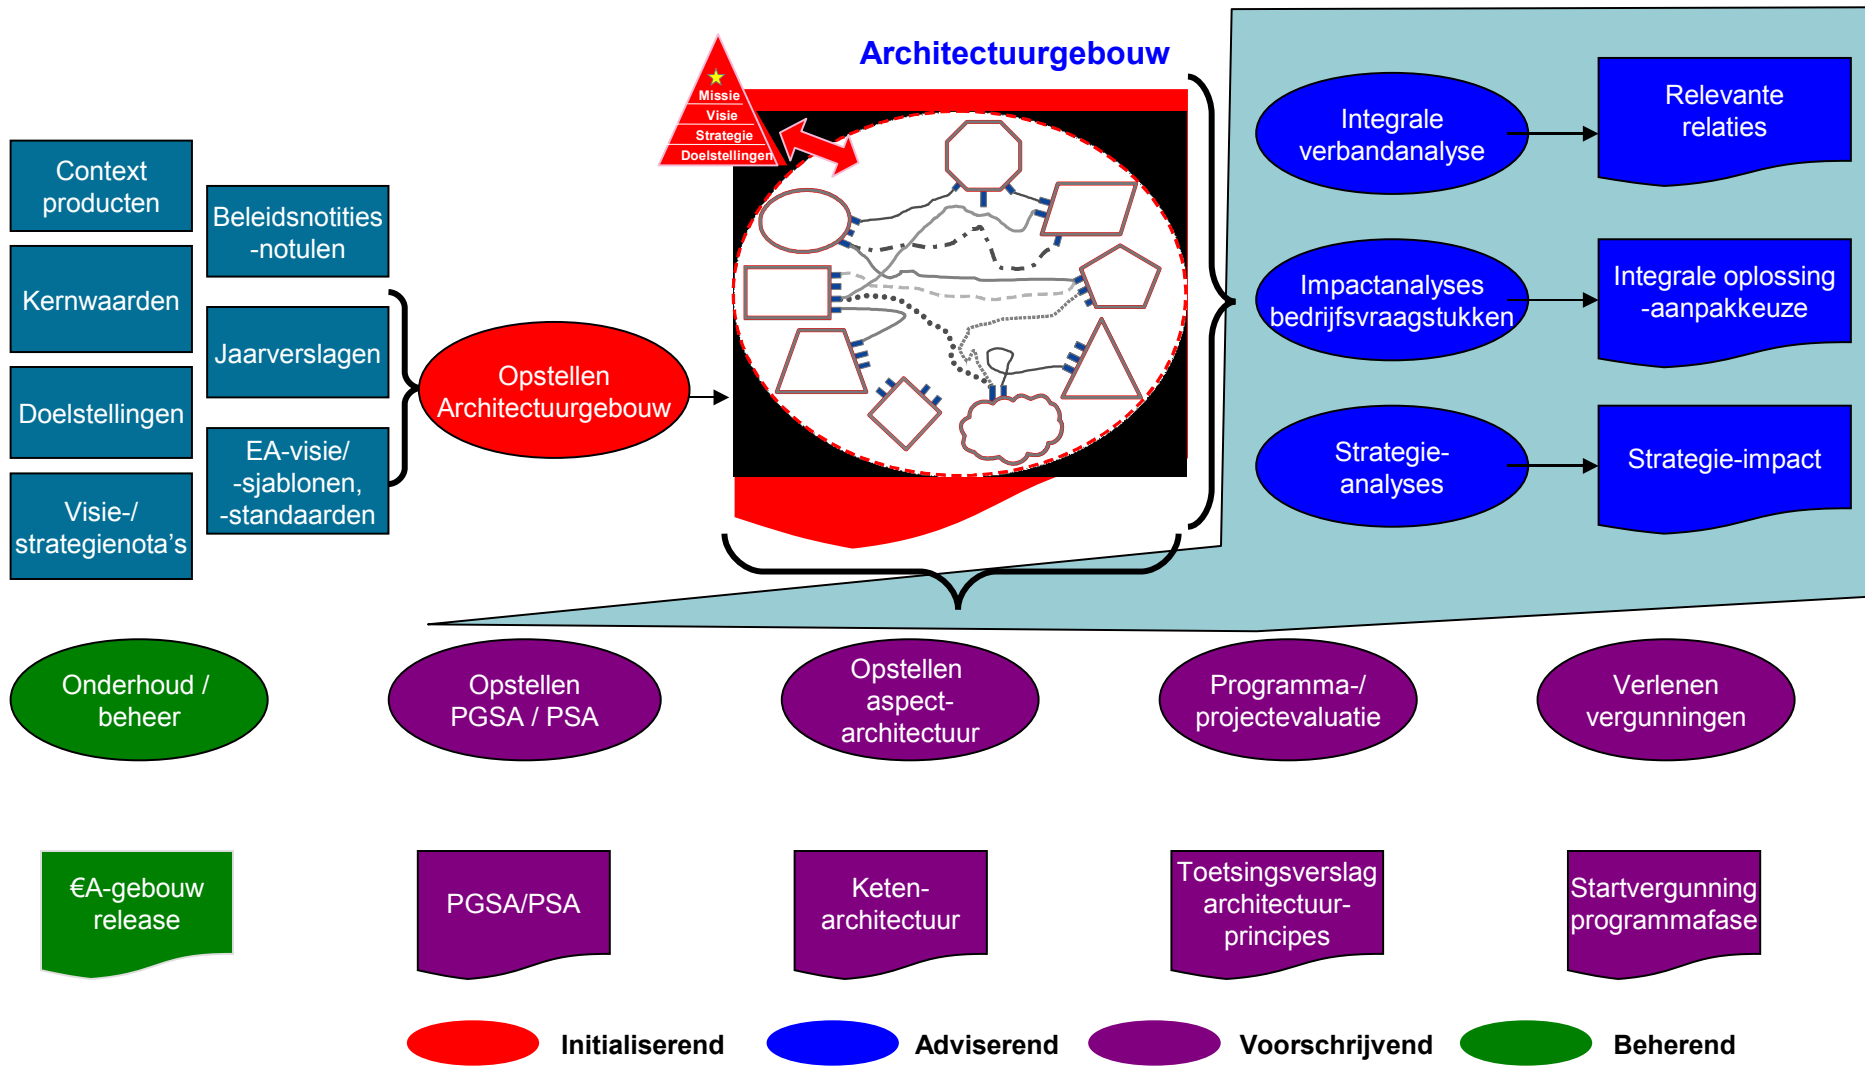 Architectuurgebouw
Missie
Visie
Strategie
Doelstellingen
Context
producten
Kernwaarden
Doelstellingen
Visie-/
strategienota’s
Beleidsnotities
-notulen
Jaarverslagen
EA-visie/
-sjablonen,
-standaarden
Opstellen
Architectuurgebouw
Integrale
verbandanalyse
Relevante
relaties
Impactanalyses
bedrijfsvraagstukken
Integrale oplossing
-aanpakkeuze
Strategie-
analyses
Strategie-impact
Onderhoud /
beheer
Opstellen
PGSA / PSA
Opstellen
aspect-
architectuur
Programma-/
projectevaluatie
Verlenen
vergunningen
€A-gebouw
release
PGSA/PSA
Keten-
architectuur
Toetsingsverslag
architectuur-
principes
Startvergunning
programmafase
Initialiserend
Adviserend
Voorschrijvend
Beherend